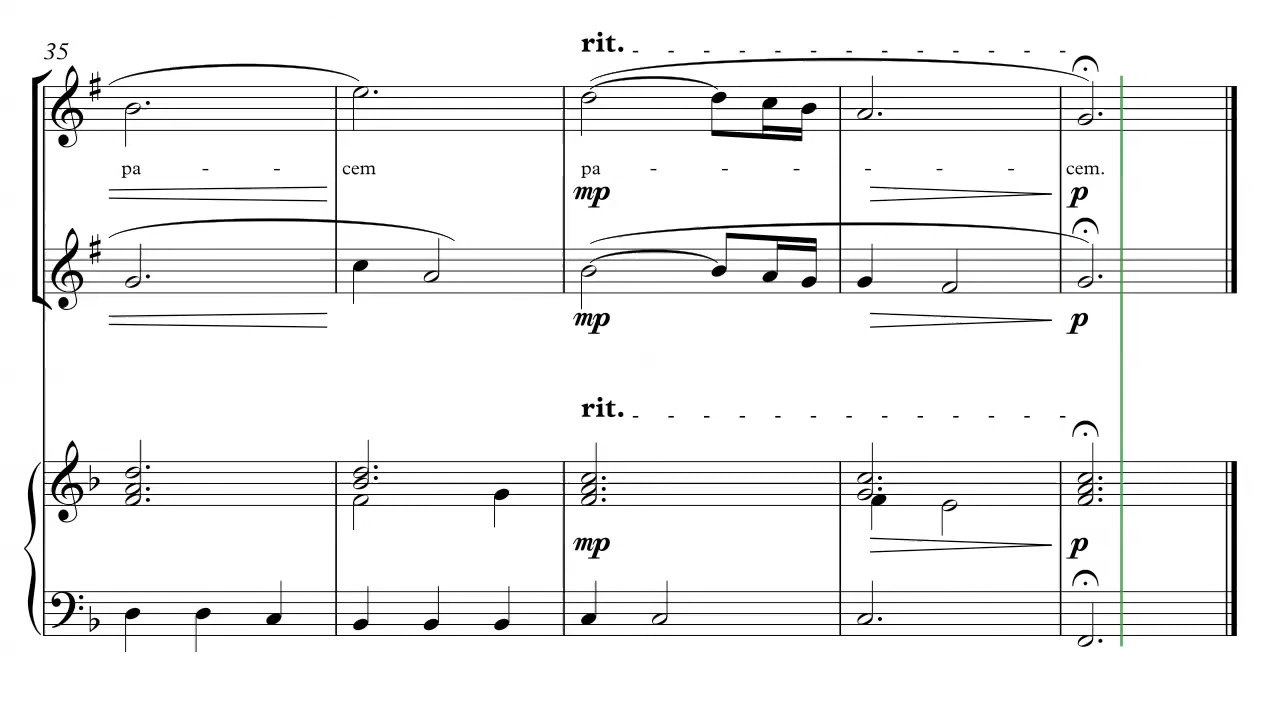 35
rit.
pa - - cem pa - - - - - - cem.
mp p
mp p
rit.
mp p